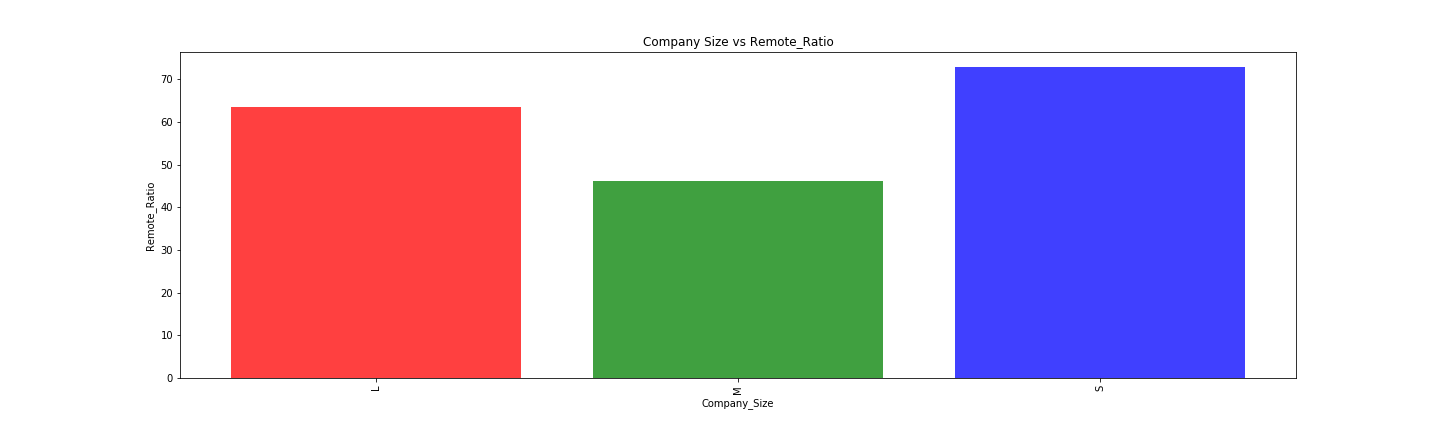 Company Size vs Remote_Ratio
70
60
50
40
30
20
10
0
Remote_Ratio
L
M
S
Company_Size